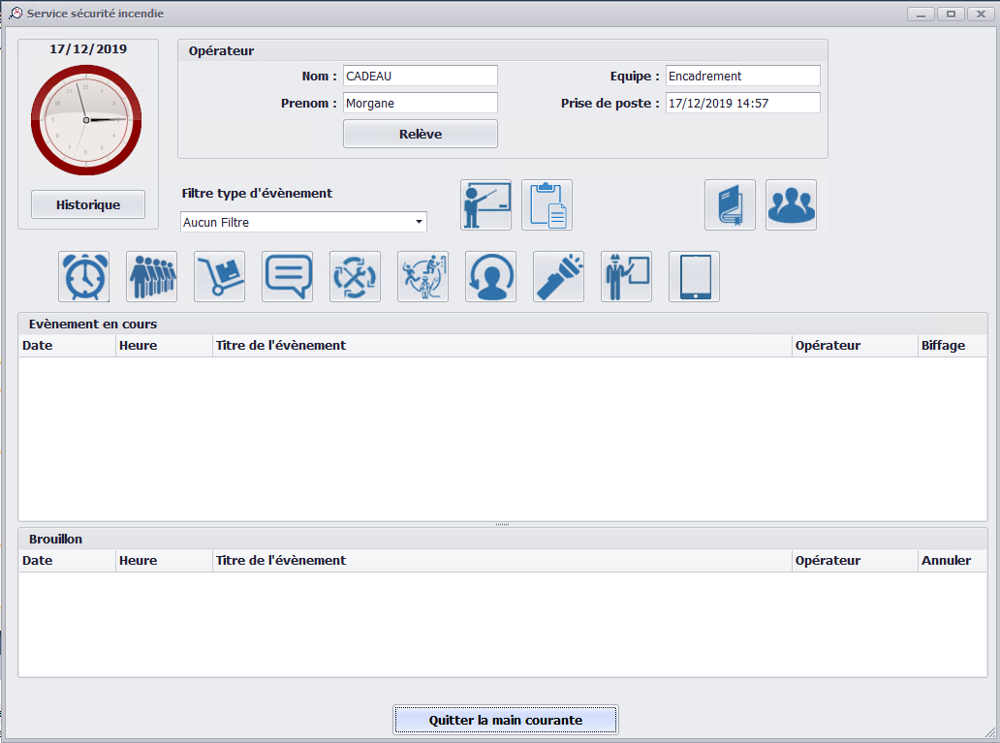 Service sécurité incendie
17/12/2019
Historique
Opérateur
Nom : CADEAU
Equipe : Encadrement
Prenom : Morgane
Prise de poste : 17/12/2019 14:57
Relève
Filtre type d'évènement
Aucun Filtre
Evènement en cours
Date Heure Titre de l'évènement Opérateur Biffage
Brouillon
Date Heure Titre de l'évènement Opérateur Annuler
Quitter la main courante